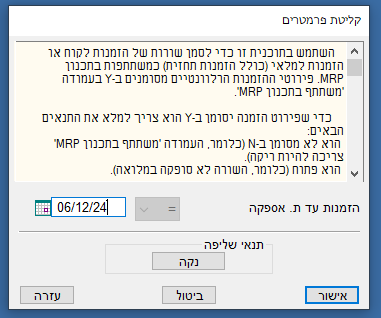 קליטת פרמטרים
השתמש בתרכנית זו כדי לסמן שורות של הזמנות לקוח או
הזמנות למלאי (כולל הזמנות תחזית) כמשתתפות בתכנון
MRP. פירוטי ההזמנות הרלוונטיים מסומנים ב-Y בעמודה
'משתתף בתכנון MRP'.
כדי שפירוט הזמנה יסומן ב-Y הוא צריך למלא את התנאים
הבאים:
הוא לא מסומן ב-N (כלומר, העמודה 'משתתף בתכנון MRP'
צריכה להיות ריקה).
הוא פתוח (כלומר, השורה לא סופקה במלואה).
הזמנות עד ת. אספקה = 06/12/24
תנאי שליפה
נקה
אישור ביטול עזרה